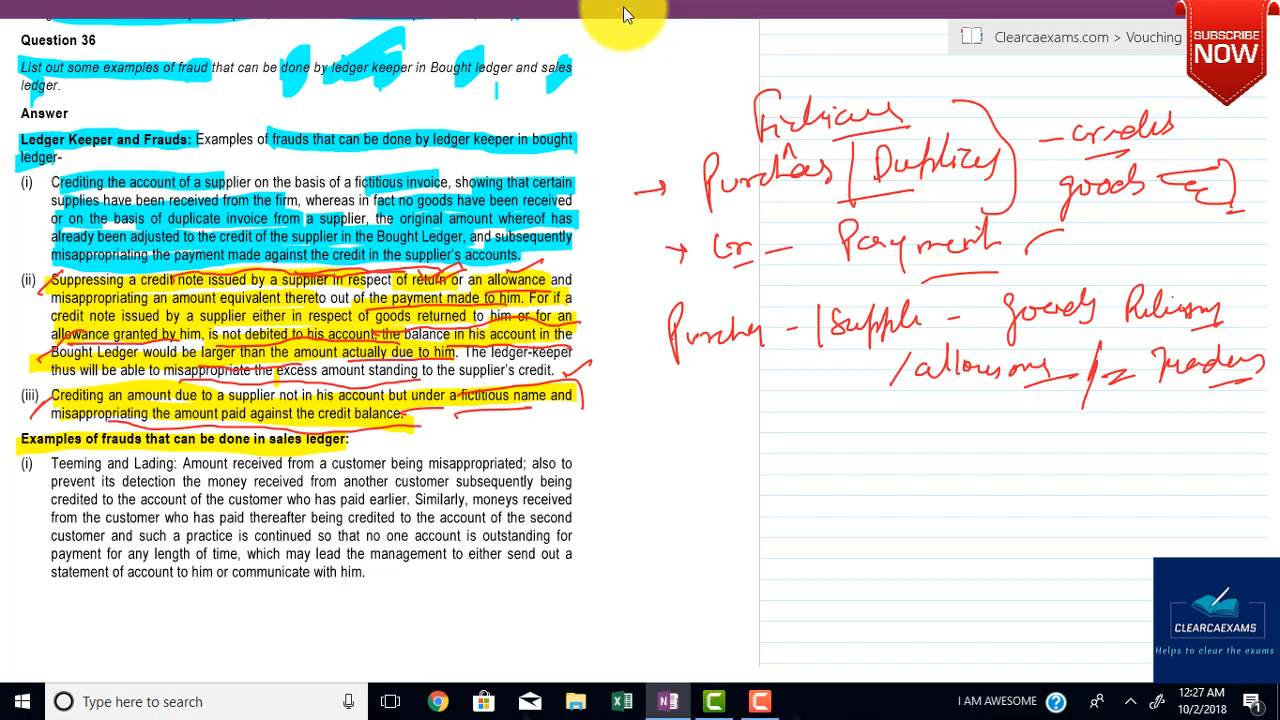 Question 36
List out some examples of fraud that can be done by ledger keeper in Bought ledger and sales
ledger.
Answer
Ledger Keeper and Frauds: Examples of frauds that can be done by ledger keeper in bought
ledger-
(i) Crediting the account of a supplier on the basis of a fictitious invoice, showing that certain
supplies have been received from the firm, whereas in fact no goods have been received
or on the basis of duplicate invoice from a supplier, the original amount whereof has
already been adjusted to the credit of the supplier in the Bought Ledger, and subsequently
misappropriating the payment made against the credit in the supplier's accounts.
(ii) Suppressing a credit note issued by a supplier in respect of return or an allowance and
misappropriating an amount equivalent thereto out of the payment made to him. For if a
credit note issued by a supplier either in respect of goods returned to him or for an
allowance granted by him, is not debited to his account, the balance in his account in the
Bought Ledger would be larger than the amount actually due to him. The ledger-keeper
thus will be able to misappropriate the excess amount standing to the supplier's credit.
(iii) Crediting an amount due to a supplier not in his account but under a fictitious name and
misappropriating the amount paid against the credit balance.
Examples of frauds that can be done in sales ledger:
(i) Teeming and Lading: Amount received from a customer being misappropriated; also to
prevent its detection the money received from another customer subsequently being
credited to the account of the customer who has paid earlier. Similarly, moneys received
from the customer who has paid thereafter being credited to the account of the second
customer and such a practice is continued so that no one account is outstanding for
payment for any length of time, which may lead the management to either send out a
statement of account to him or communicate with him.
Clearcaexams.com > Vouching
SUBSCRIBE
NOW
goods
Cr - Payment
goods
CLEARCAEXAMS
Helps to clear the exams
Type here to search
I AM AWESOME
12:27 AM
10/2/2018
1